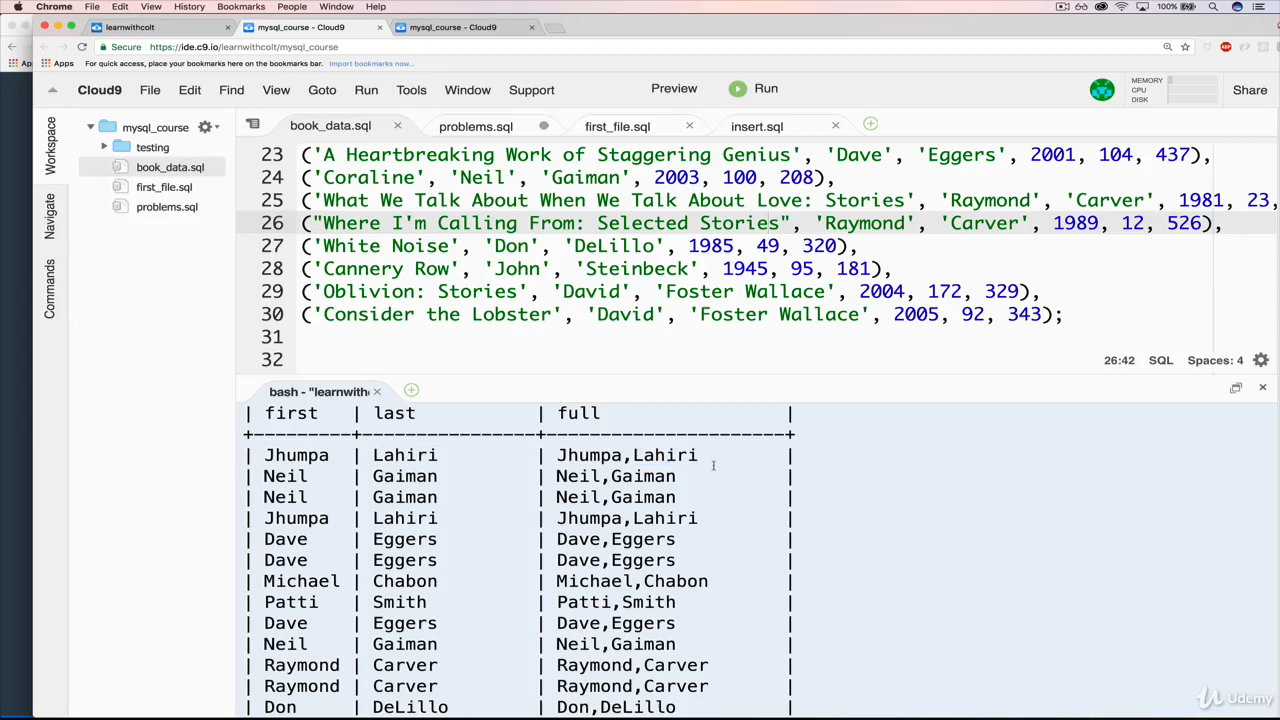 Chrome File Edit View History Bookmarks People Window Help 100%
learnwithcolt mysql_course - Cloud9 mysql_course - Cloud9
Secure https://ide.c9.io/learnwithcolt/mysql_course
Apps For quick access, place your bookmarks here on the bookmarks bar. Import bookmarks now...
Cloud9 File Edit Find View Goto Run Tools Window Support Preview Run MEMORY CPU DISK Share
Workspace
Navigate
Commands
mysql_course
testing
book_data.sql
first_file.sql
problems.sql
book_data.sql problems.sql first_file.sql insert.sql
23 ('A Heartbreaking Work of Staggering Genius', 'Dave', 'Eggers', 2001, 104, 437),
24 ('Coraline', 'Neil', 'Gaiman', 2003, 100, 208),
25 ('What We Talk About When We Talk About Love: Stories', 'Raymond', 'Carver', 1981, 23,
26 ("Where I'm Calling From: Selected Stories", 'Raymond', 'Carver', 1989, 12, 526),
27 ('White Noise', 'Don', 'DeLillo', 1985, 49, 320),
28 ('Cannery Row', 'John', 'Steinbeck', 1945, 95, 181),
29 ('Oblivion: Stories', 'David', 'Foster Wallace', 2004, 172, 329),
30 ('Consider the Lobster', 'David', 'Foster Wallace', 2005, 92, 343);
31
32
26:42 SQL Spaces: 4
bash - "learnwith
| first | last | full |
+---------+----------------+-----------------------+
| Jhumpa | Lahiri | Jhumpa,Lahiri |
| Neil | Gaiman | Neil,Gaiman |
| Neil | Gaiman | Neil,Gaiman |
| Jhumpa | Lahiri | Jhumpa,Lahiri |
| Dave | Eggers | Dave,Eggers |
| Dave | Eggers | Dave,Eggers |
| Michael | Chabon | Michael,Chabon |
| Patti | Smith | Patti,Smith |
| Dave | Eggers | Dave,Eggers |
| Neil | Gaiman | Neil,Gaiman |
| Raymond | Carver | Raymond,Carver |
| Raymond | Carver | Raymond,Carver |
| Don | DeLillo | Don,DeLillo |
Udemy